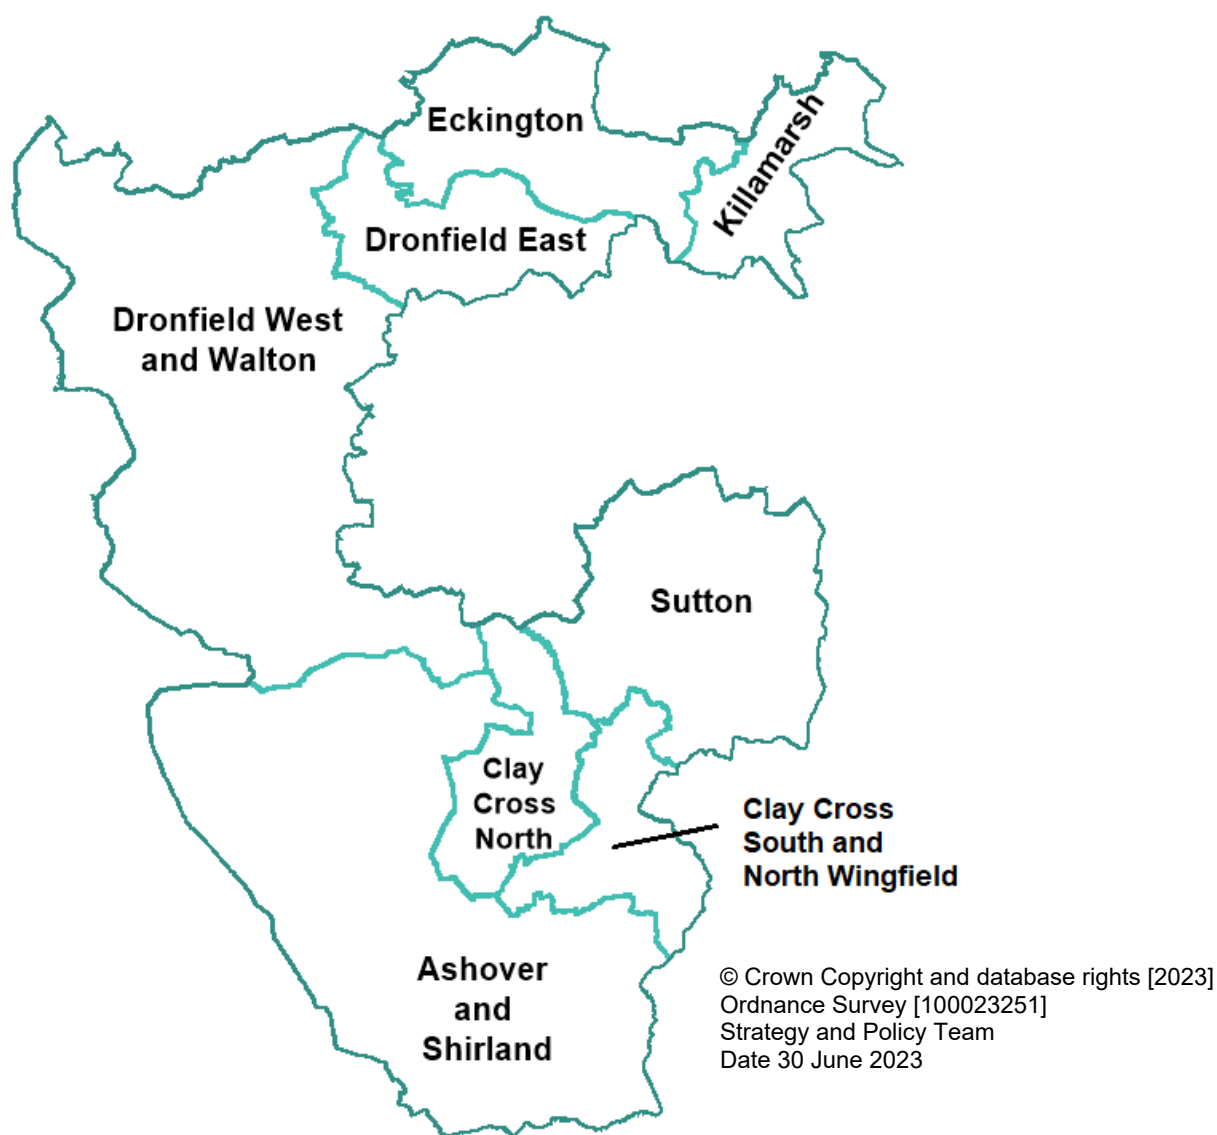 Eckington
Killamarsh
Dronfield East
Dronfield West
and Walton
Sutton
Clay
Cross
North
Clay Cross
South and
North Wingfield
Ashover
and
Shirland
© Crown Copyright and database rights [2023]
Ordnance Survey [100023251]
Strategy and Policy Team
Date 30 June 2023